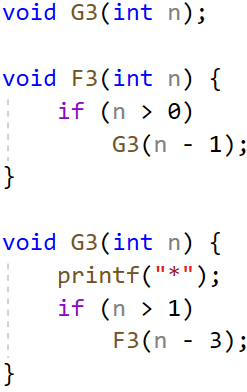 void G3(int n);
void F3(int n) {
    if (n > 0)
        G3(n - 1);
}
void G3(int n) {
    printf("*");
    if (n > 1)
        F3(n - 3);
}